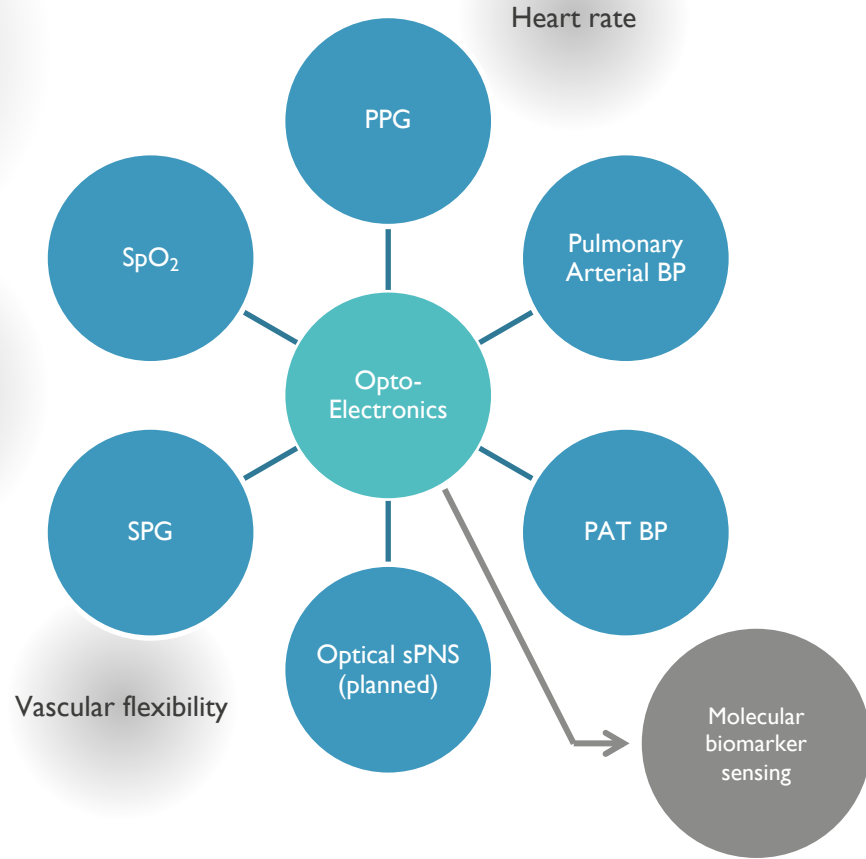 Heart rate
PPG
SpO₂
Pulmonary
Arterial BP
Opto-
Electronics
SPG
PAT BP
Optical sPNS
(planned)
Vascular flexibility
Molecular
biomarker
sensing